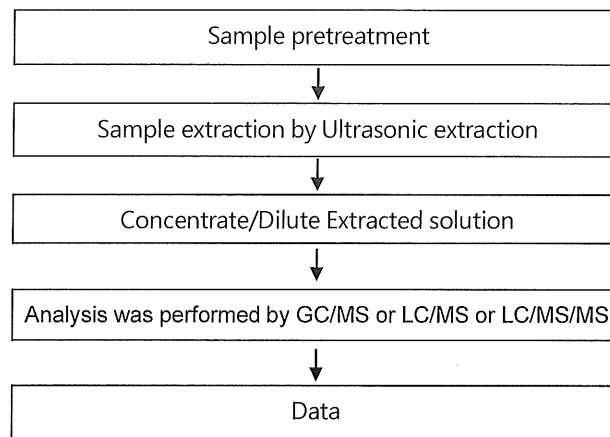 Sample pretreatment
Sample extraction by Ultrasonic extraction
Concentrate/Dilute Extracted solution
Analysis was performed by GC/MS or LC/MS or LC/MS/MS
Data